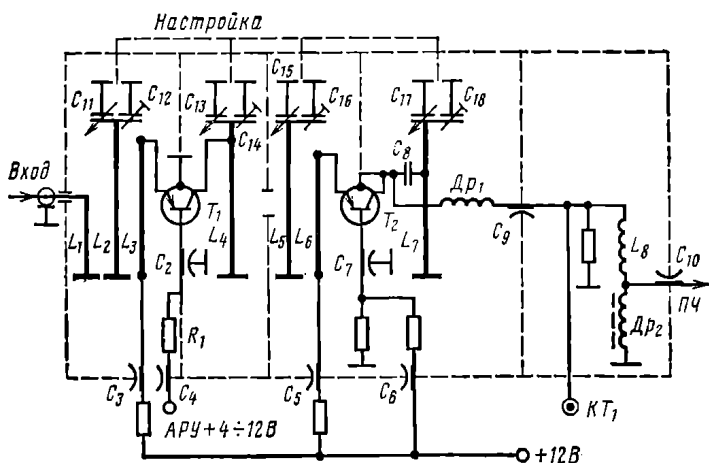 Настройка
C15
C11 C12 C13 C16 C17 C18
C14 C8
Вход Др1
T1 T2
L1 L2 L3 L4 L5 L6 L7 C9 L8 C10
C2 C7 ПЧ
R1 Др2
C3 C4 C5 C6
КТ1
АРУ+4÷12В
+12В